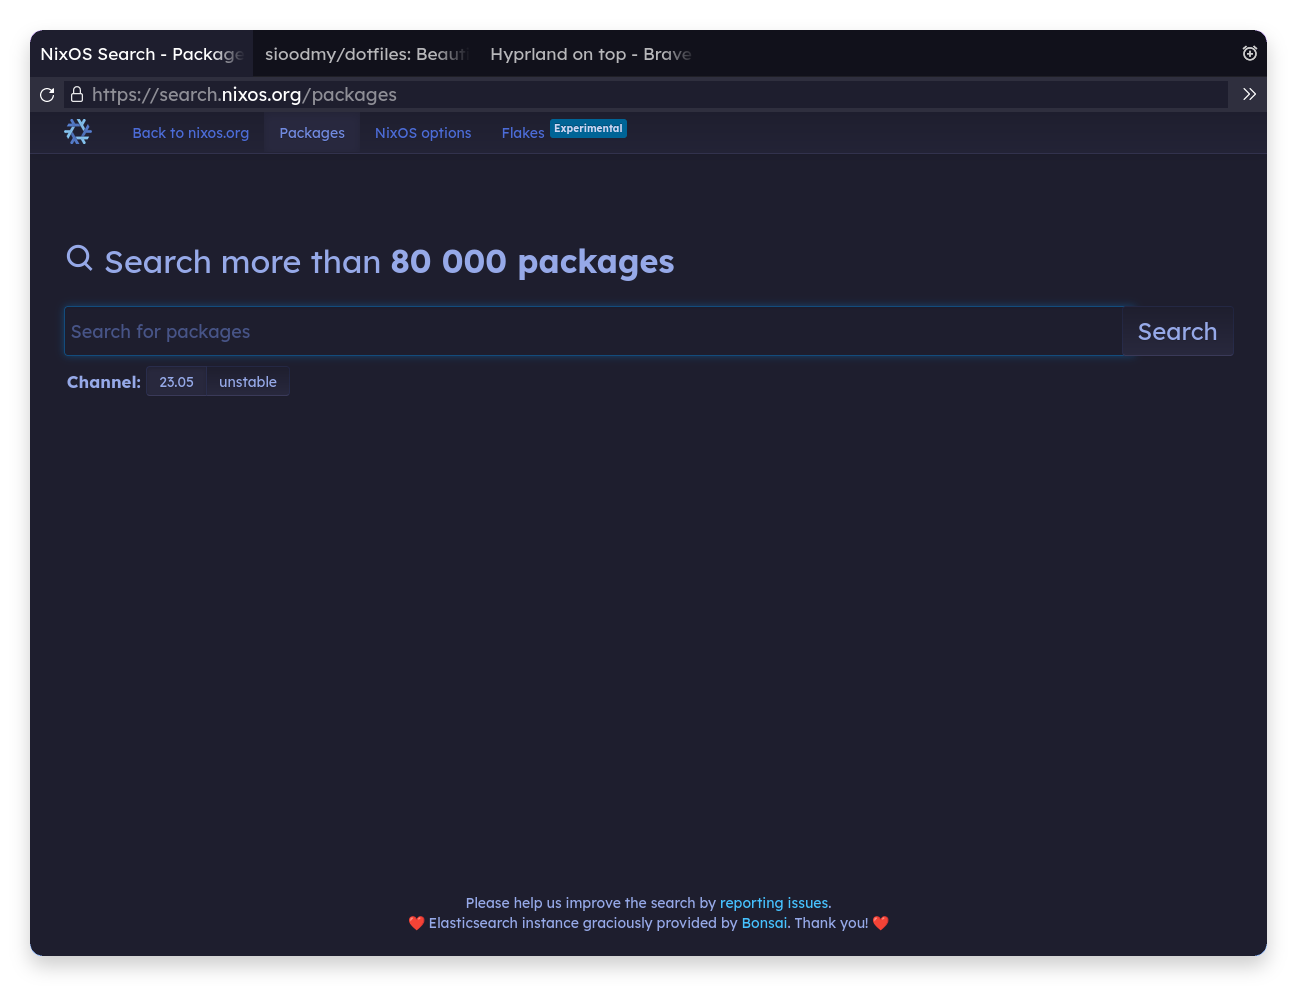 NixOS Search - Package
sioodmy/dotfiles: Beauti
Hyprland on top - Brave
https://search.nixos.org/packages
Back to nixos.org
Packages
NixOS options
Flakes Experimental
Search more than 80 000 packages
Search for packages
Search
Channel: 23.05 unstable
Please help us improve the search by reporting issues.
❤️ Elasticsearch instance graciously provided by Bonsai. Thank you! ❤️